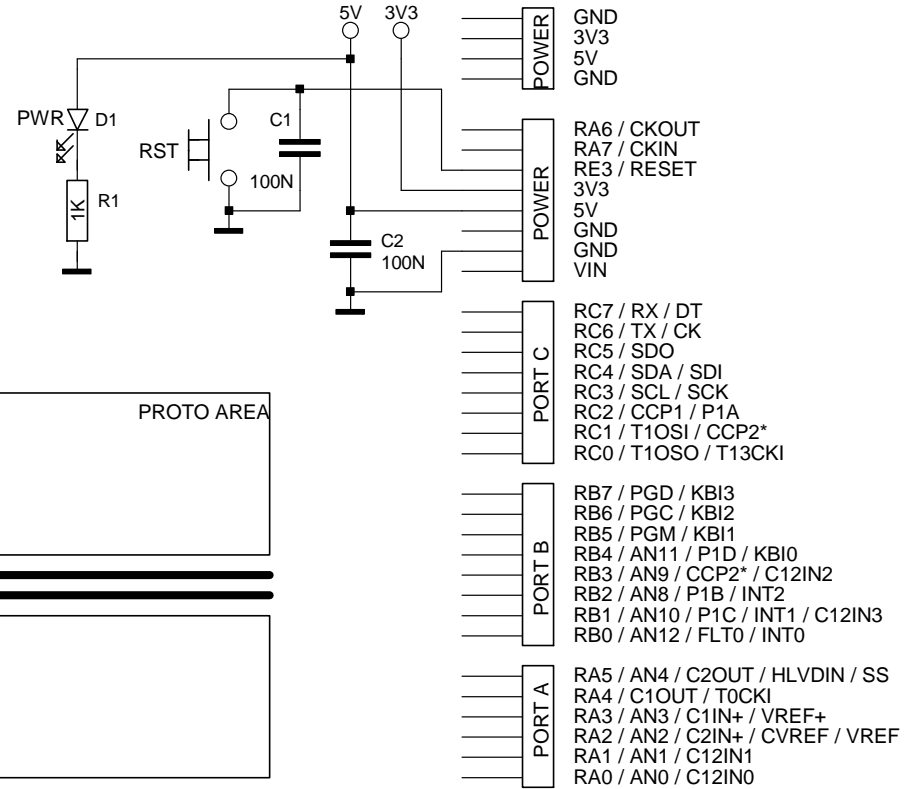 5V 3V3
PWR D1
R1
1K
RST
C1
100N
C2
100N
PROTO AREA
POWER
GND
3V3
5V
GND
POWER
RA6 / CKOUT
RA7 / CKIN
RE3 / RESET
3V3
5V
GND
GND
VIN
PORT C
RC7 / RX / DT
RC6 / TX / CK
RC5 / SDO
RC4 / SDA / SDI
RC3 / SCL / SCK
RC2 / CCP1 / P1A
RC1 / T1OSI / CCP2*
RC0 / T1OSO / T13CKI
PORT B
RB7 / PGD / KBI3
RB6 / PGC / KBI2
RB5 / PGM / KBI1
RB4 / AN11 / P1D / KBI0
RB3 / AN9 / CCP2* / C12IN2
RB2 / AN8 / P1B / INT2
RB1 / AN10 / P1C / INT1 / C12IN3
RB0 / AN12 / FLT0 / INT0
PORT A
RA5 / AN4 / C2OUT / HLVDIN / SS
RA4 / C1OUT / T0CKI
RA3 / AN3 / C1IN+ / VREF+
RA2 / AN2 / C2IN+ / CVREF / VREF
RA1 / AN1 / C12IN1
RA0 / AN0 / C12IN0